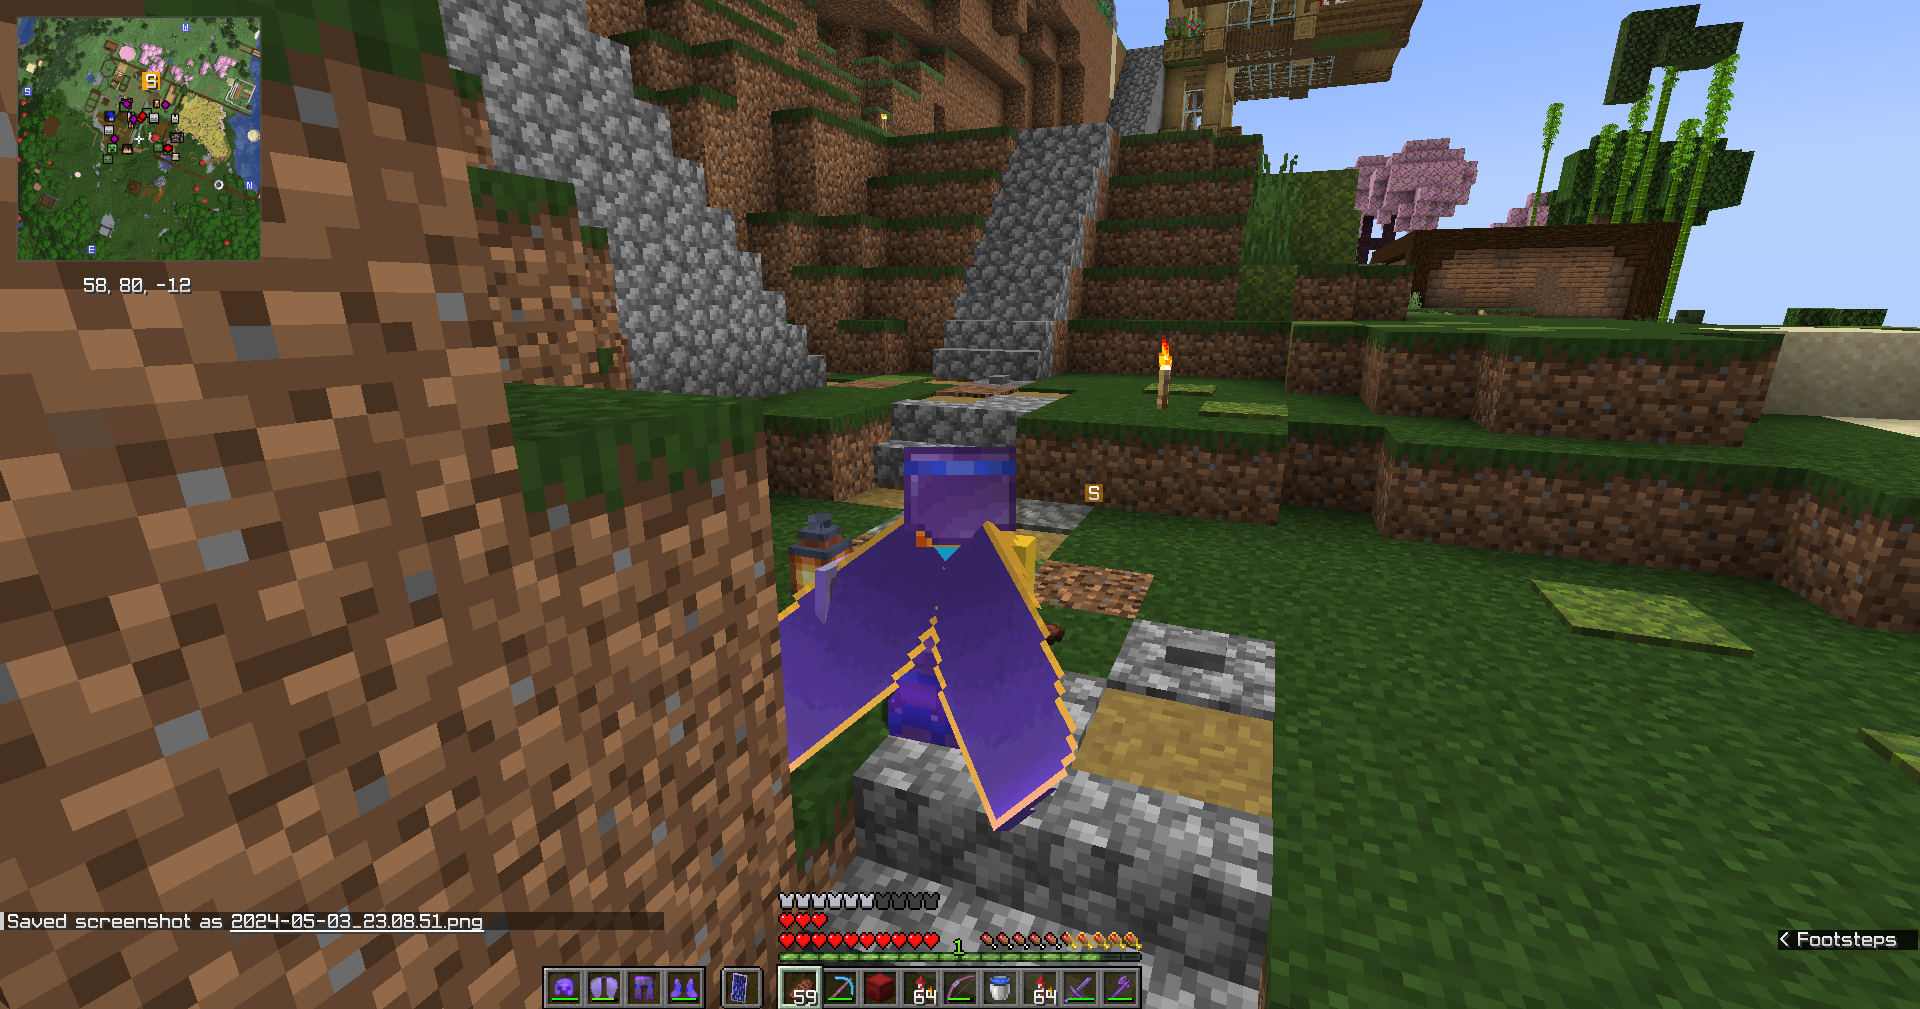 W
S
S
N
E
58, 80, -12
S
Saved screenshot as 2024-05-03_23.08.51.png
< Footsteps
1
59
64
64